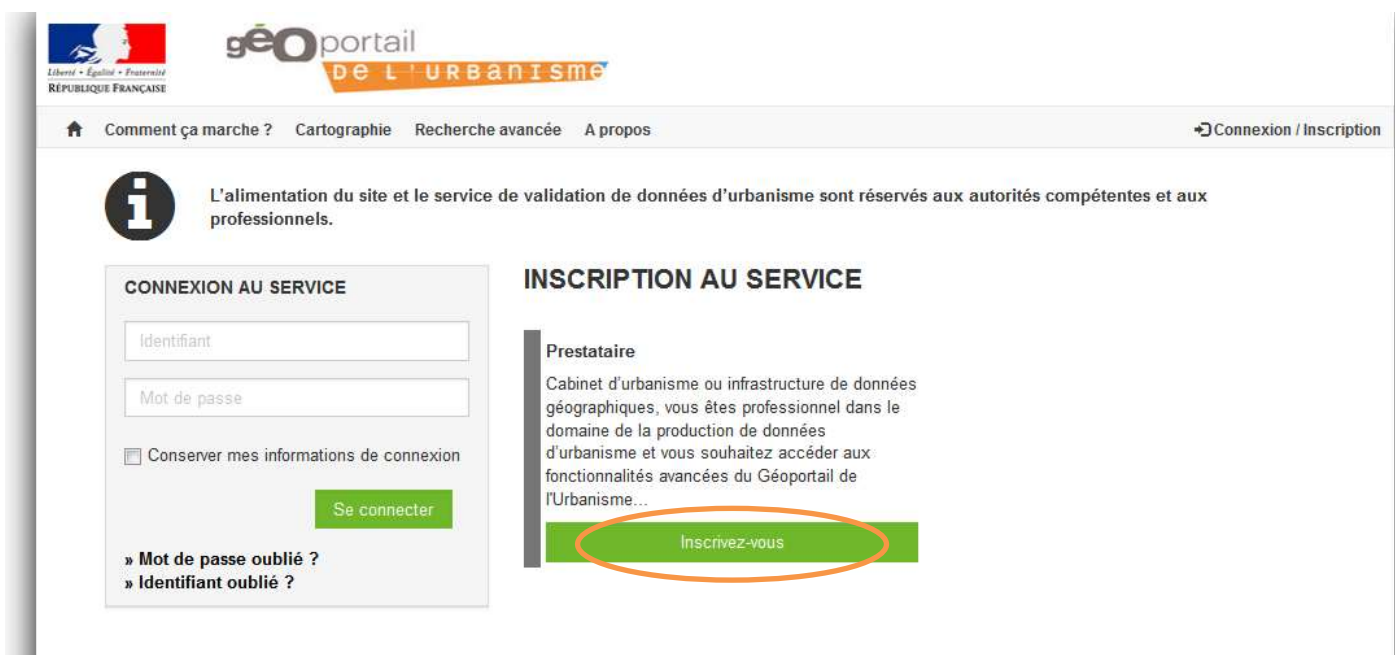 Liberté • Égalité • Fraternité
RÉPUBLIQUE FRANÇAISE
géOportail
De L'URBanIsme
Comment ça marche ? Cartographie Recherche avancée A propos Connexion / Inscription
L'alimentation du site et le service de validation de données d'urbanisme sont réservés aux autorités compétentes et aux
professionnels.
CONNEXION AU SERVICE
Identifiant
Mot de passe
Conserver mes informations de connexion
Se connecter
» Mot de passe oublié ?
» Identifiant oublié ?
INSCRIPTION AU SERVICE
Prestataire
Cabinet d'urbanisme ou infrastructure de données
géographiques, vous êtes professionnel dans le
domaine de la production de données
d'urbanisme et vous souhaitez accéder aux
fonctionnalités avancées du Géoportail de
l'Urbanisme...
Inscrivez-vous